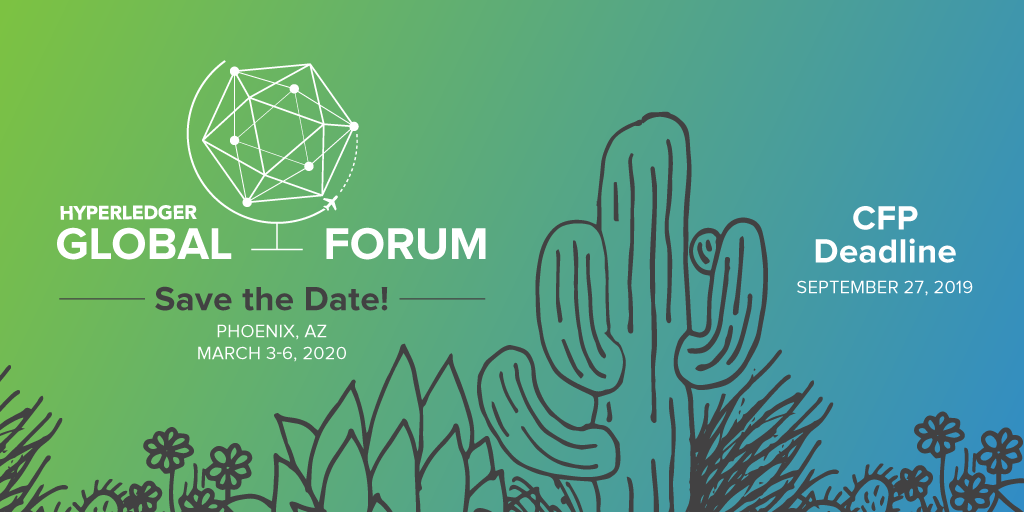 HYPERLEDGER
GLOBAL FORUM
Save the Date!
PHOENIX, AZ
MARCH 3-6, 2020
CFP
Deadline
SEPTEMBER 27, 2019